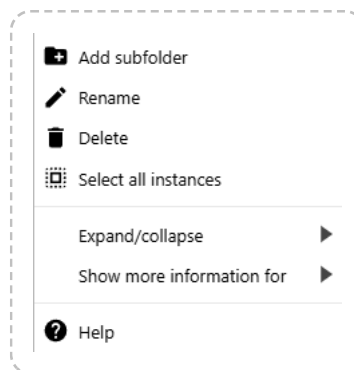 Add subfolder
Rename
Delete
Select all instances
Expand/collapse
Show more information for
Help